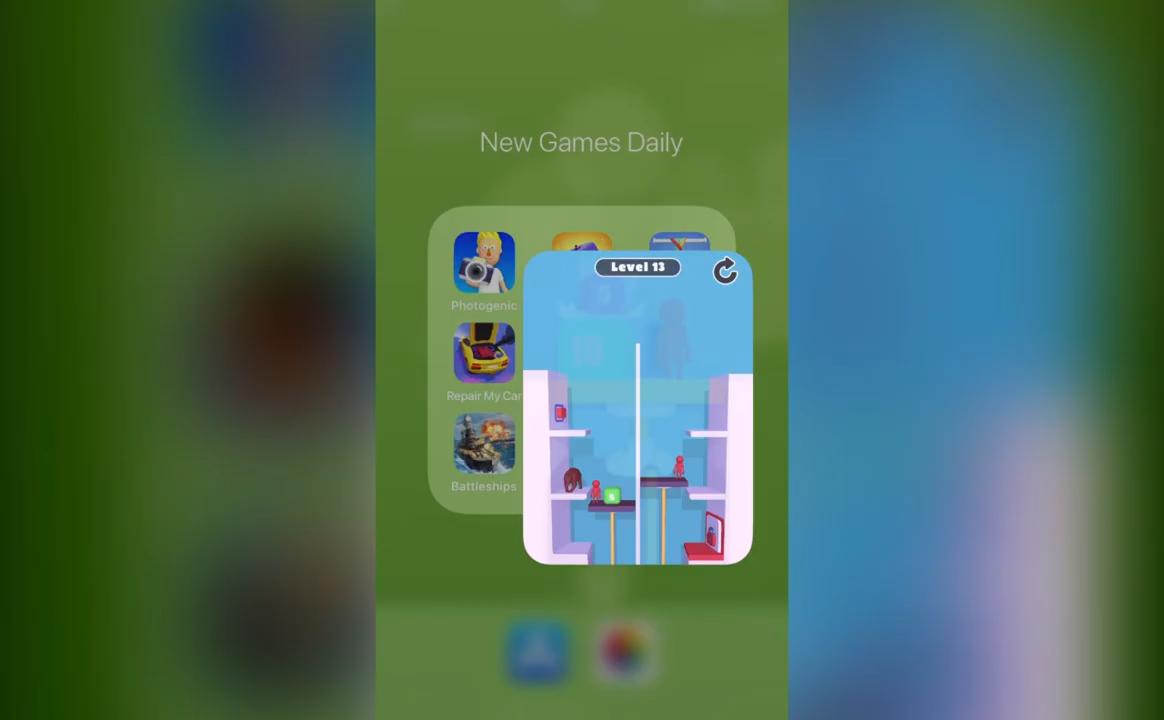 New Games Daily
Level 13
Photogenic
Repair My Car
Battleships